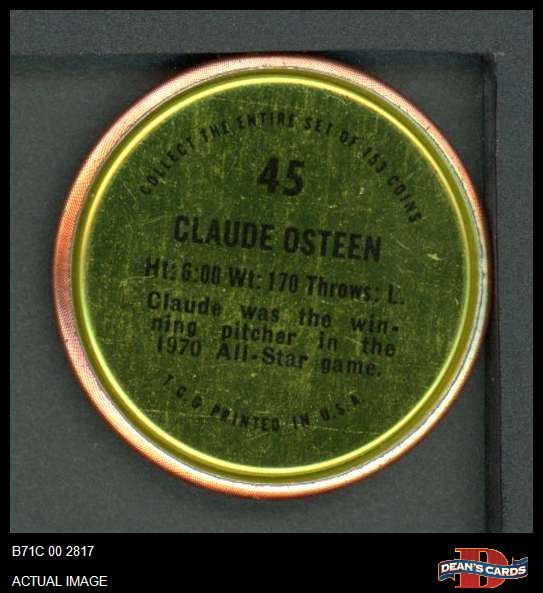 COLLECT THE ENTIRE SET OF 153 COINS
45
CLAUDE OSTEEN
Ht: 6:00 Wt: 170 Throws: L.
Claude was the win-
ning pitcher in the
1970 All-Star game.
T.C.G. PRINTED IN U.S.A.
B71C 00 2817
ACTUAL IMAGE
D
DEAN'S CARDS